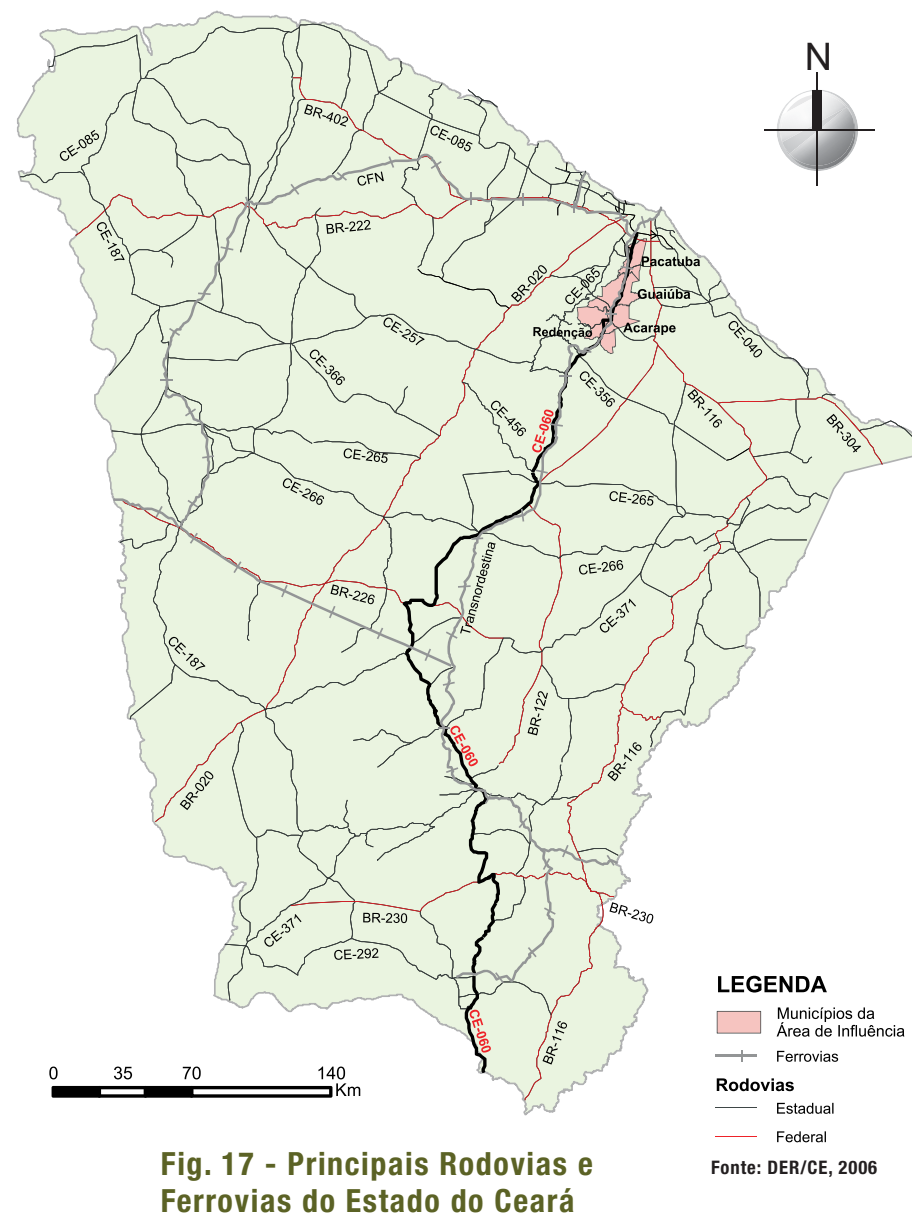 N
BR-402
CE-085
CE-085
CFN
BR-222
CE-187
BR-020
CE-065
Pacatuba
Guaiúba
Redenção
Acarape
CE-040
CE-257
CE-366
CE-356
BR-116
BR-304
CE-456
CE-060
CE-265
CE-266
CE-265
CE-266
Transnordestina
BR-226
CE-371
CE-187
BR-122
CE-060
BR-116
BR-020
BR-230
CE-371
BR-230
CE-292
CE-060
BR-116
LEGENDA
Municípios da
Área de Influência
Ferrovias
Rodovias
Estadual
Federal
Fonte: DER/CE, 2006
0 35 70 140
Km
Fig. 17 - Principais Rodovias e
Ferrovias do Estado do Ceará